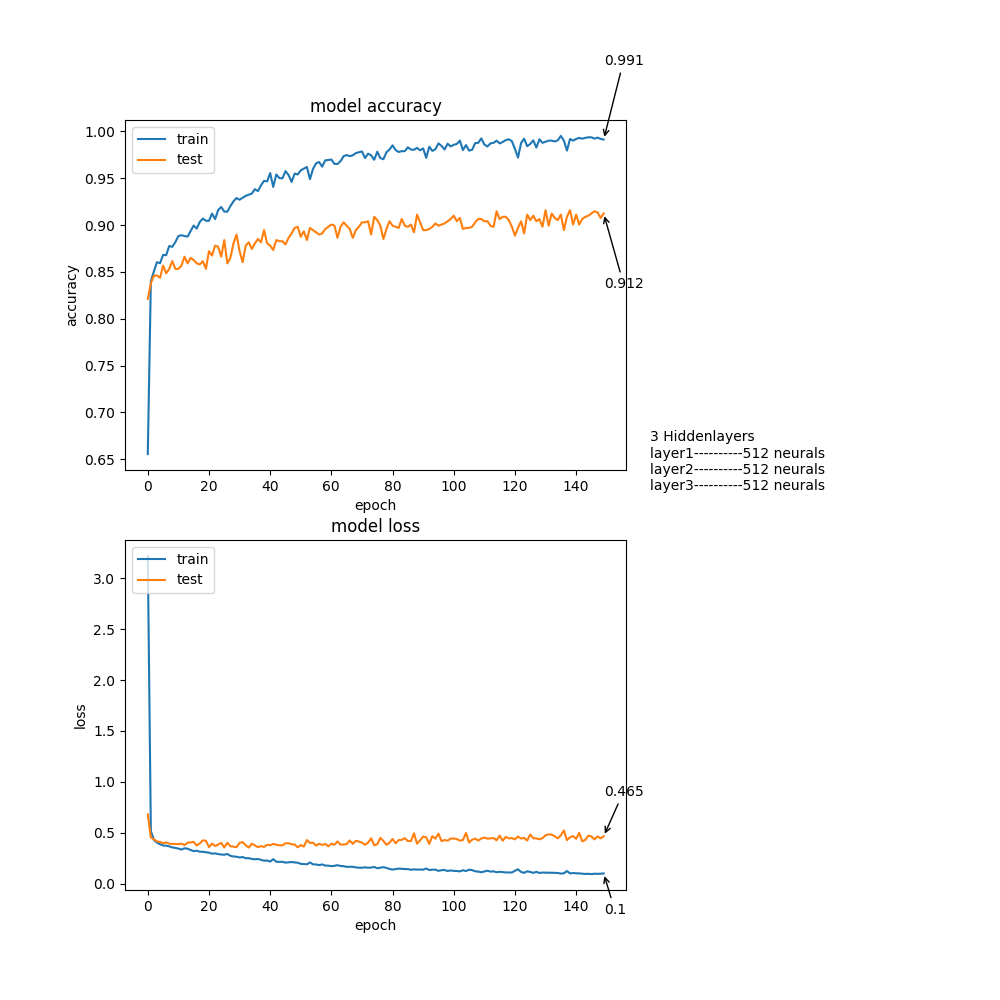 0.991
model accuracy
train
test
1.00
0.95
0.90
0.85
0.80
0.75
0.70
0.65
accuracy
0.912
0 20 40 60 80 100 120 140
epoch
3 Hiddenlayers
layer1----------512 neurals
layer2----------512 neurals
layer3----------512 neurals
model loss
train
test
3.0
2.5
2.0
1.5
1.0
0.5
0.0
loss
0.465
0.1
0 20 40 60 80 100 120 140
epoch